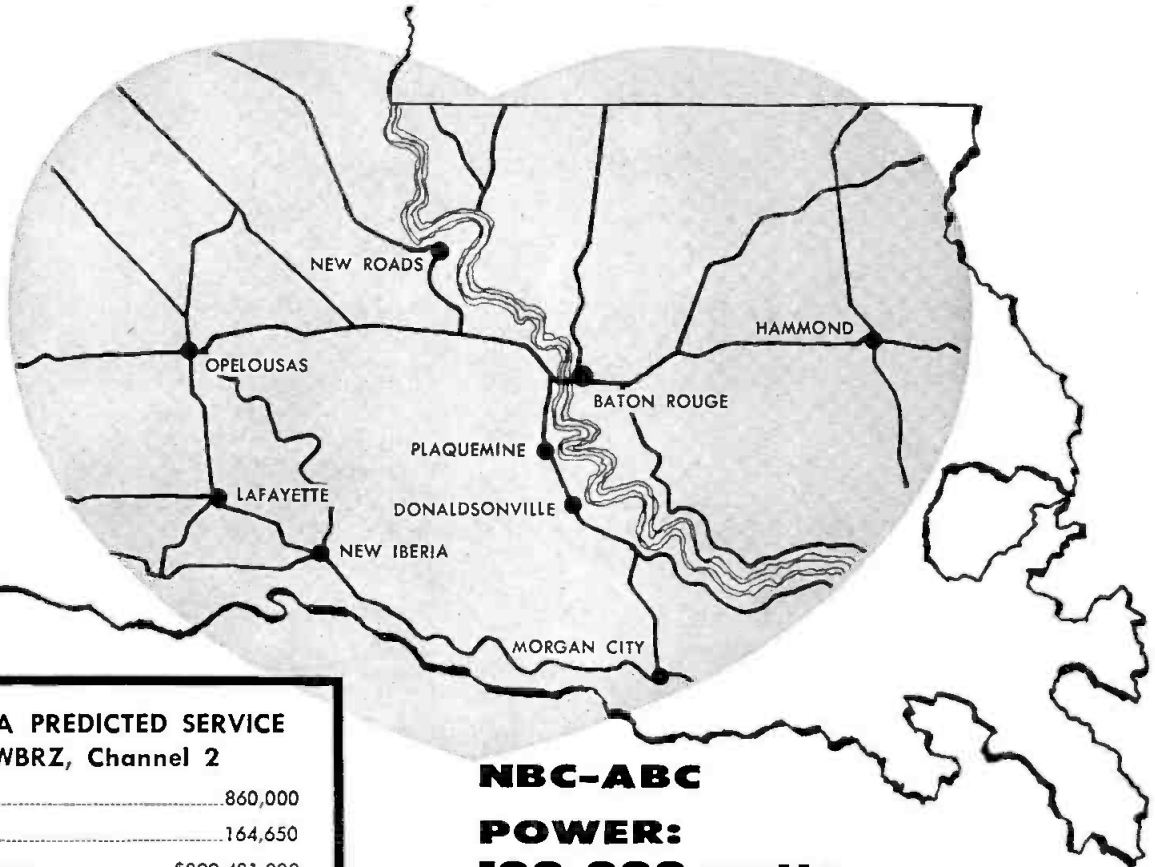 NEW ROADS
HAMMOND
OPELOUSAS
BATON ROUGE
PLAQUEMINE
LAFAYETTE
DONALDSONVILLE
NEW IBERIA
MORGAN CITY
A PREDICTED SERVICE
WBRZ, Channel 2
860,000
164,650
NBC-ABC
POWER: